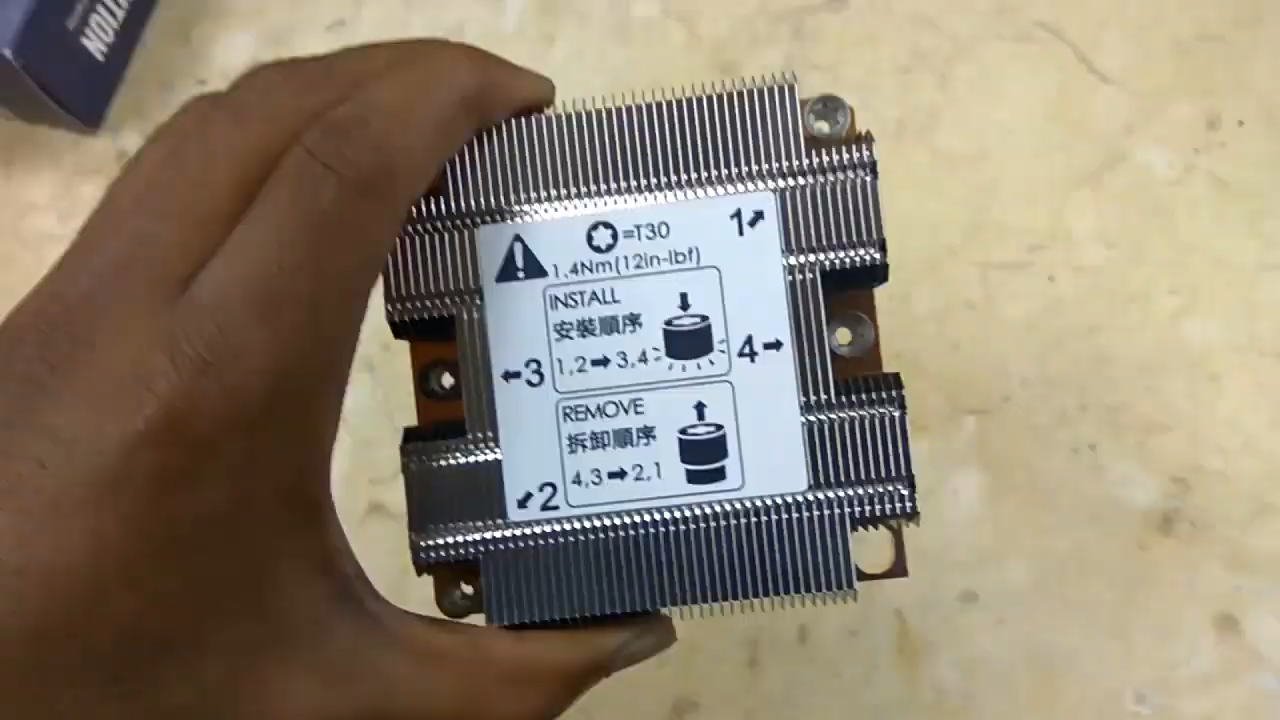 =T30
1.4Nm(12in-lbf)
1
INSTALL
安裝順序
1,2➡3,4
⬅3
4➡
REMOVE
拆卸順序
4,3➡2,1
2